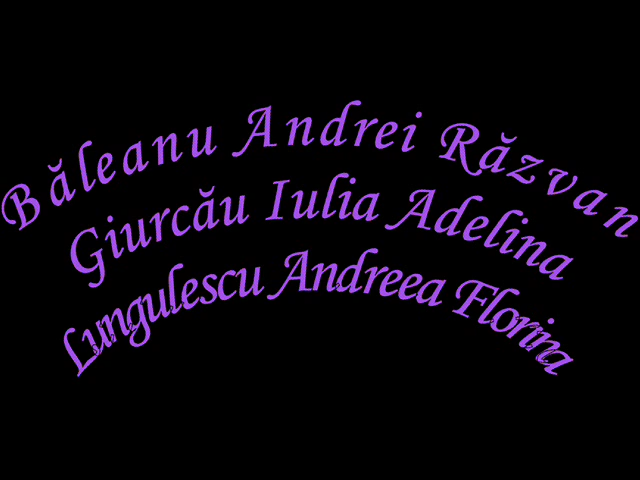 Băleanu Andrei Răzvan
Giurcău Iulia Adelina
Lungulescu Andreea Florina